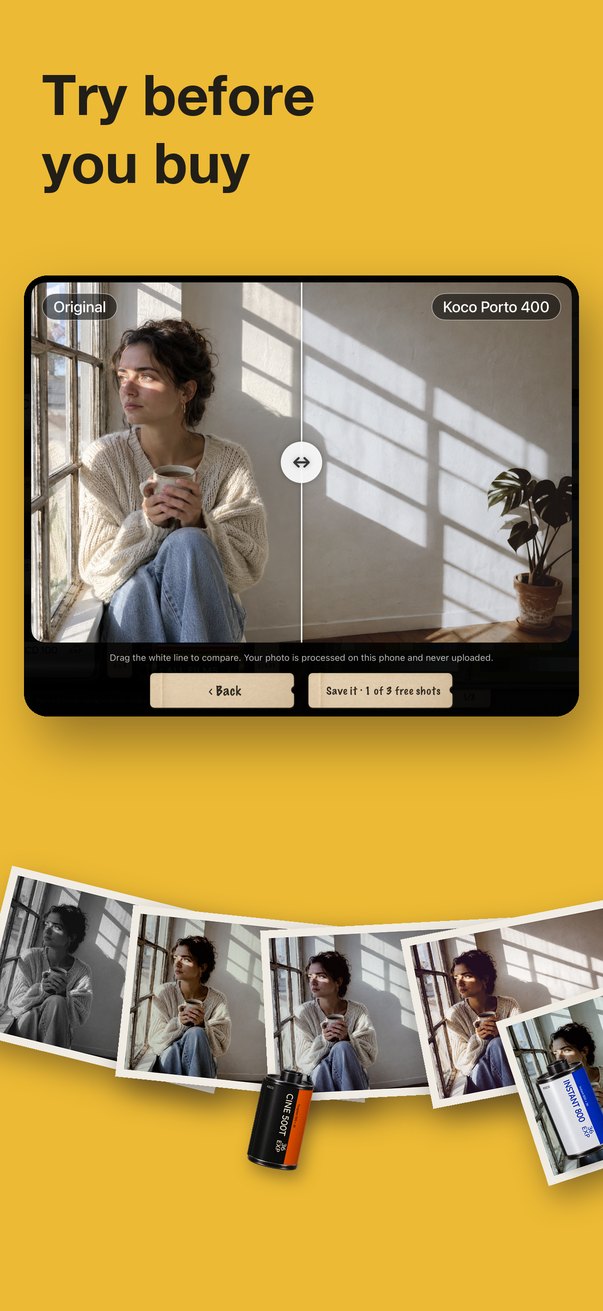 Try before
you buy
Original
Koco Porto 400
Drag the white line to compare. Your photo is processed on this phone and never uploaded.
‹ Back
Save it · 1 of 3 free shots
CINE 500T
36
EXP
INSTANT 800
36
EXP